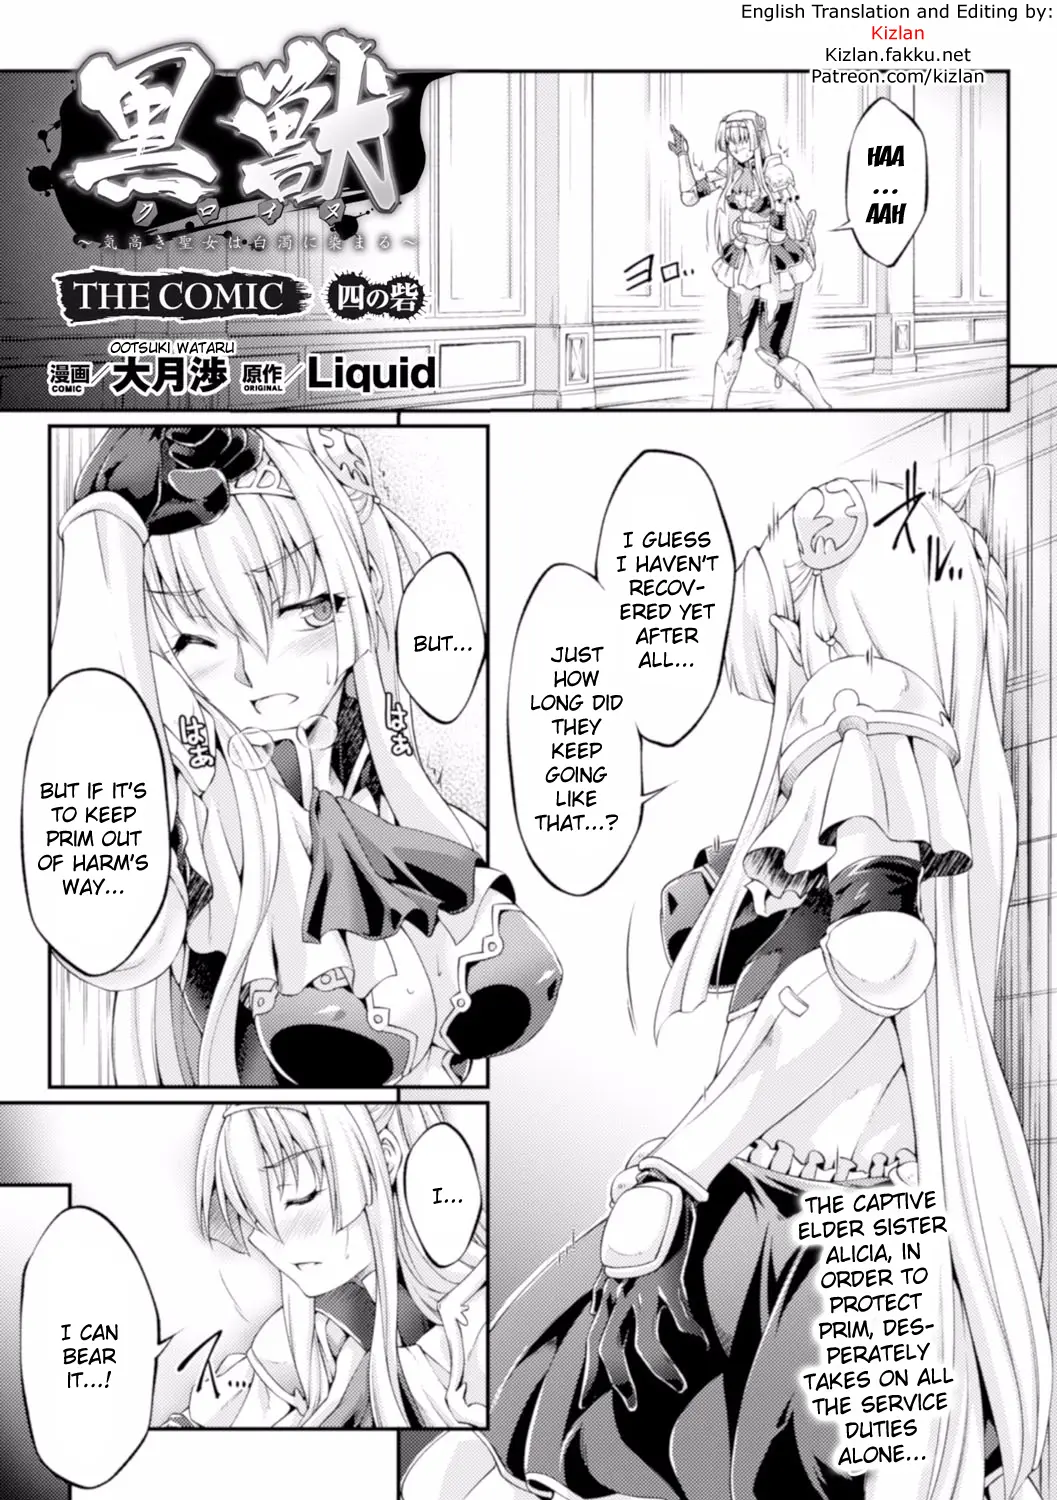 English Translation and Editing by:
Kizlan
Kizlan.fakku.net
Patreon.com/kizlan
黒獣
クロイヌ
～気高き聖女は白濁に染まる～
THE COMIC
四の砦
OOTSUKI WATARU
漫画 COMIC／大月渉 原作 ORIGINAL／Liquid
HAA
...
AAH
ヨロ..
I GUESS
I HAVEN'T
RECOV-
ERED YET
AFTER
ALL...
JUST
HOW
LONG DID
THEY
KEEP
GOING
LIKE
THAT...?
ズル...
BUT...
はぁ
はぁ
BUT IF IT'S
TO KEEP
PRIM OUT
OF HARM'S
WAY...
I...
I CAN
BEAR
IT...!
THE CAPTIVE
ELDER SISTER
ALICIA, IN
ORDER TO
PROTECT
PRIM, DES-
PERATELY
TAKES ON ALL
THE SERVICE
DUTIES
ALONE...